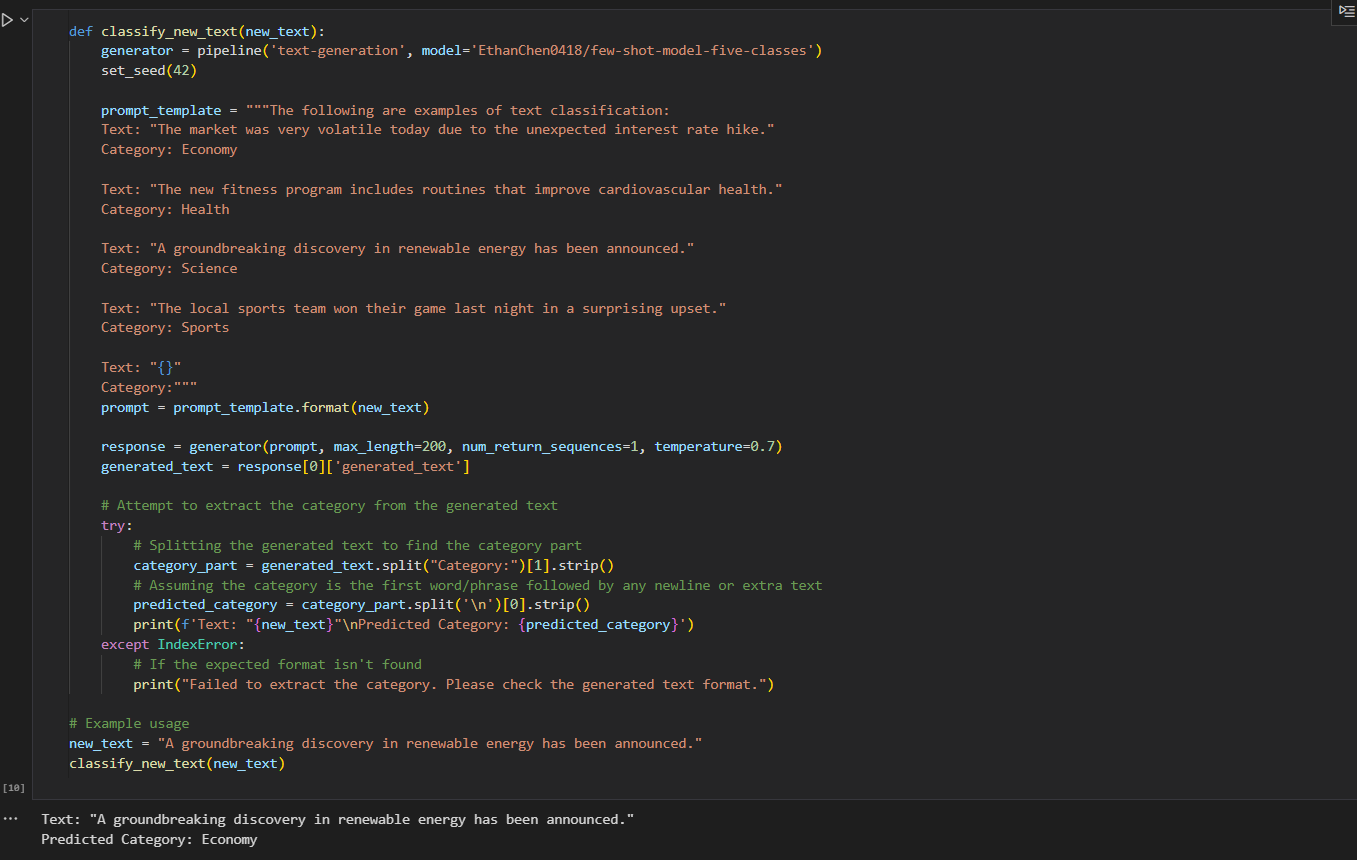 def classify_new_text(new_text):
    generator = pipeline('text-generation', model='EthanChen0418/few-shot-model-five-classes')
    set_seed(42)

    prompt_template = """The following are examples of text classification:
    Text: "The market was very volatile today due to the unexpected interest rate hike."
    Category: Economy

    Text: "The new fitness program includes routines that improve cardiovascular health."
    Category: Health

    Text: "A groundbreaking discovery in renewable energy has been announced."
    Category: Science

    Text: "The local sports team won their game last night in a surprising upset."
    Category: Sports

    Text: "{}"
    Category:"""
    prompt = prompt_template.format(new_text)

    response = generator(prompt, max_length=200, num_return_sequences=1, temperature=0.7)
    generated_text = response[0]['generated_text']

    # Attempt to extract the category from the generated text
    try:
        # Splitting the generated text to find the category part
        category_part = generated_text.split("Category:")[1].strip()
        # Assuming the category is the first word/phrase followed by any newline or extra text
        predicted_category = category_part.split('\n')[0].strip()
        print(f'Text: "{new_text}"\nPredicted Category: {predicted_category}')
    except IndexError:
        # If the expected format isn't found
        print("Failed to extract the category. Please check the generated text format.")

# Example usage
new_text = "A groundbreaking discovery in renewable energy has been announced."
classify_new_text(new_text)
[10]
... Text: "A groundbreaking discovery in renewable energy has been announced."
Predicted Category: Economy